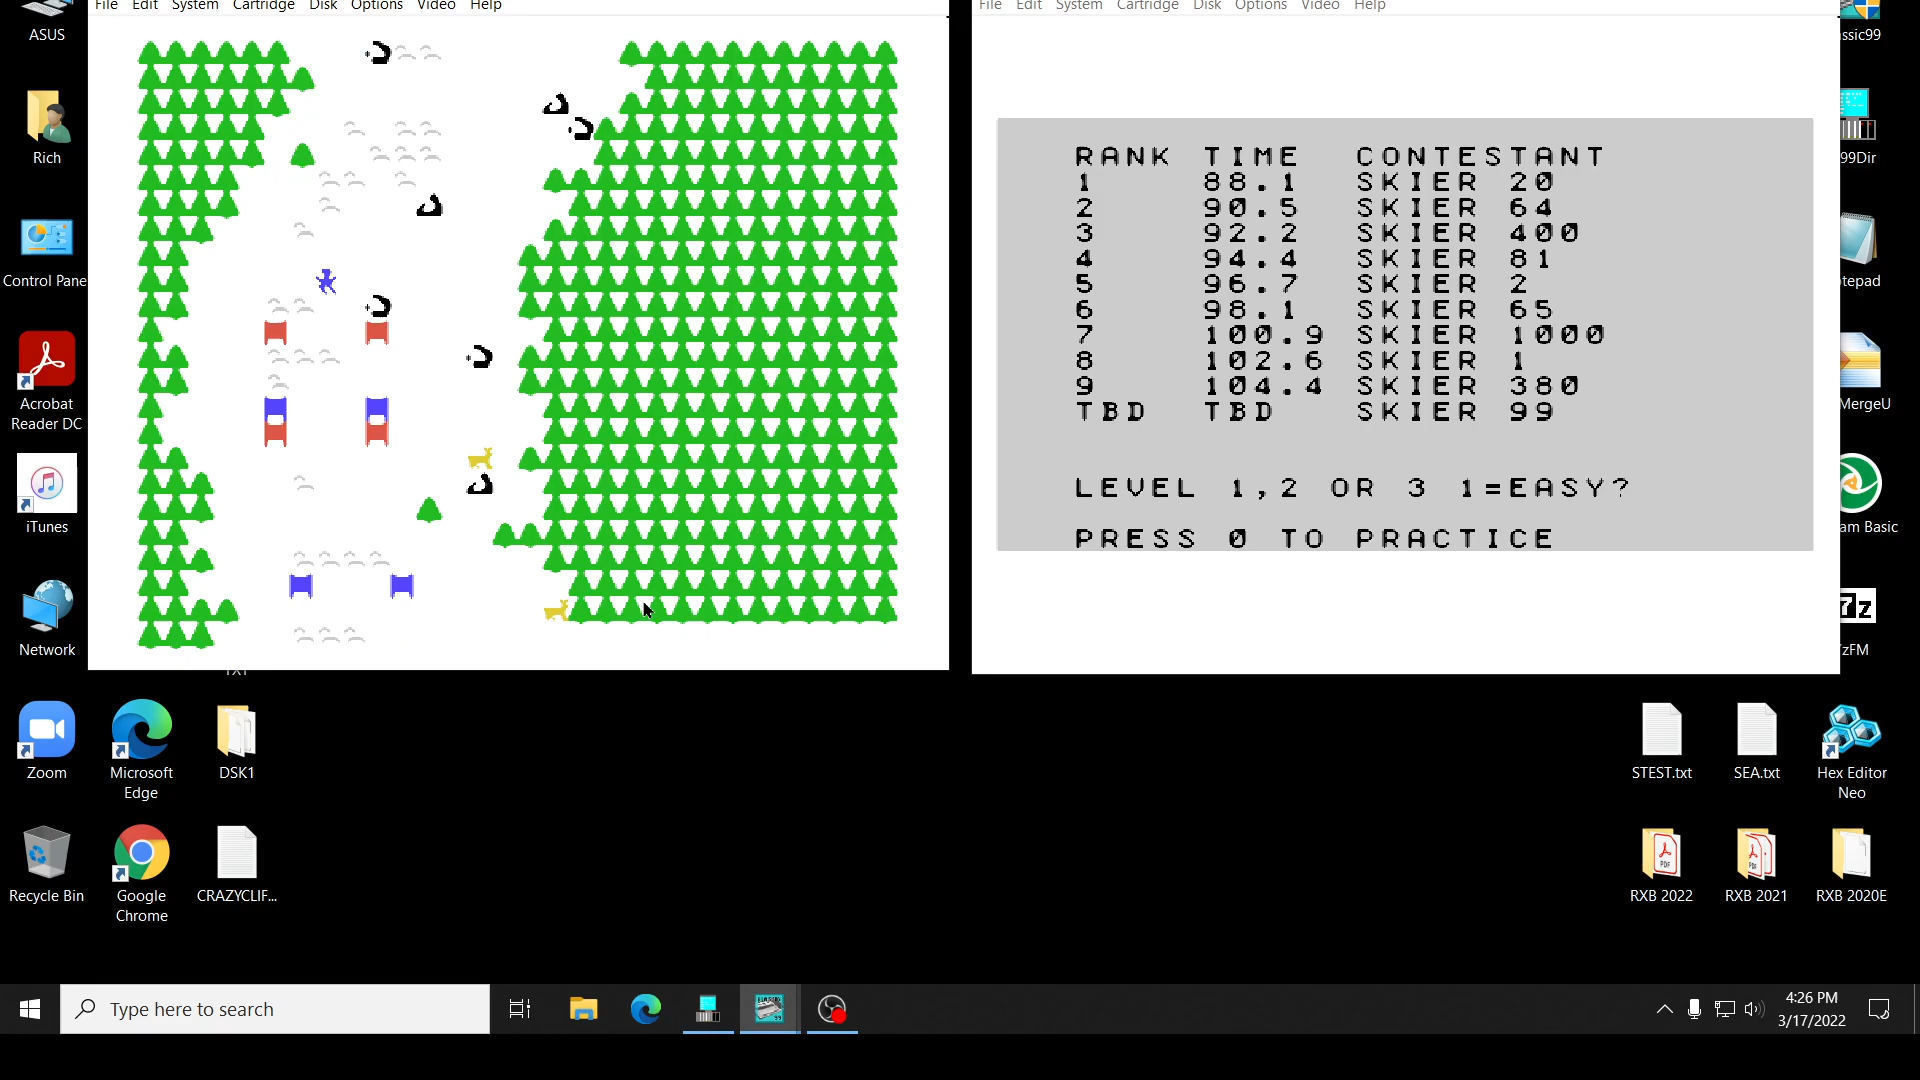 File Edit System Cartridge Disk Options Video Help
File Edit System Cartridge Disk Options Video Help
RANK TIME CONTESTANT
1 88.1 SKIER 20
2 90.5 SKIER 64
3 92.2 SKIER 400
4 94.4 SKIER 81
5 96.7 SKIER 2
6 98.1 SKIER 65
7 100.9 SKIER 1000
8 102.6 SKIER 1
9 104.4 SKIER 380
TBD TBD SKIER 99
LEVEL 1,2 OR 3 1=EASY?
PRESS 0 TO PRACTICE
ASUS
Rich
Control Pane
Acrobat
Reader DC
iTunes
Network
Zoom
Microsoft
Edge
DSK1
Recycle Bin
Google
Chrome
CRAZYCLIF...
ssic99
99Dir
tepad
MergeU
am Basic
7z
zFM
STEST.txt
SEA.txt
Hex Editor
Neo
PDF
RXB 2022
PDF
RXB 2021
RXB 2020E
Type here to search
4:26 PM
3/17/2022